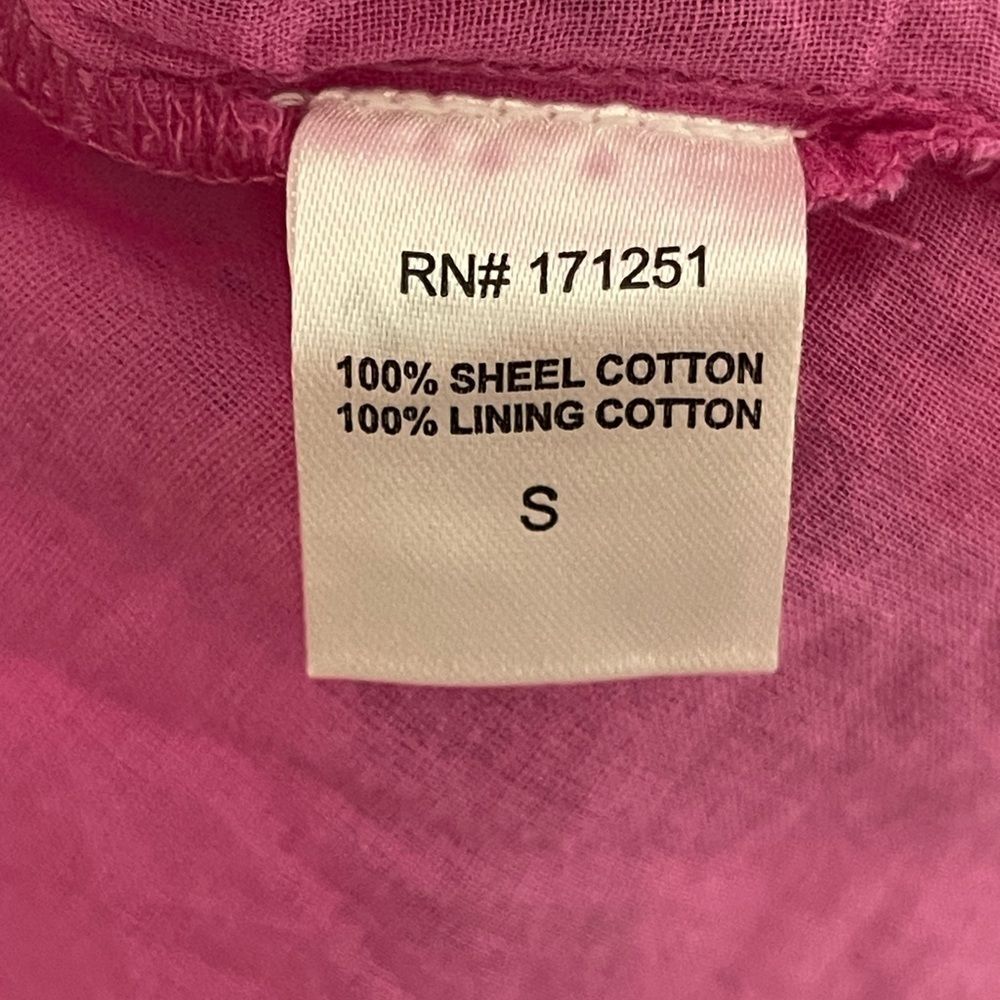 RN# 171251
100% SHEEL COTTON
100% LINING COTTON
S